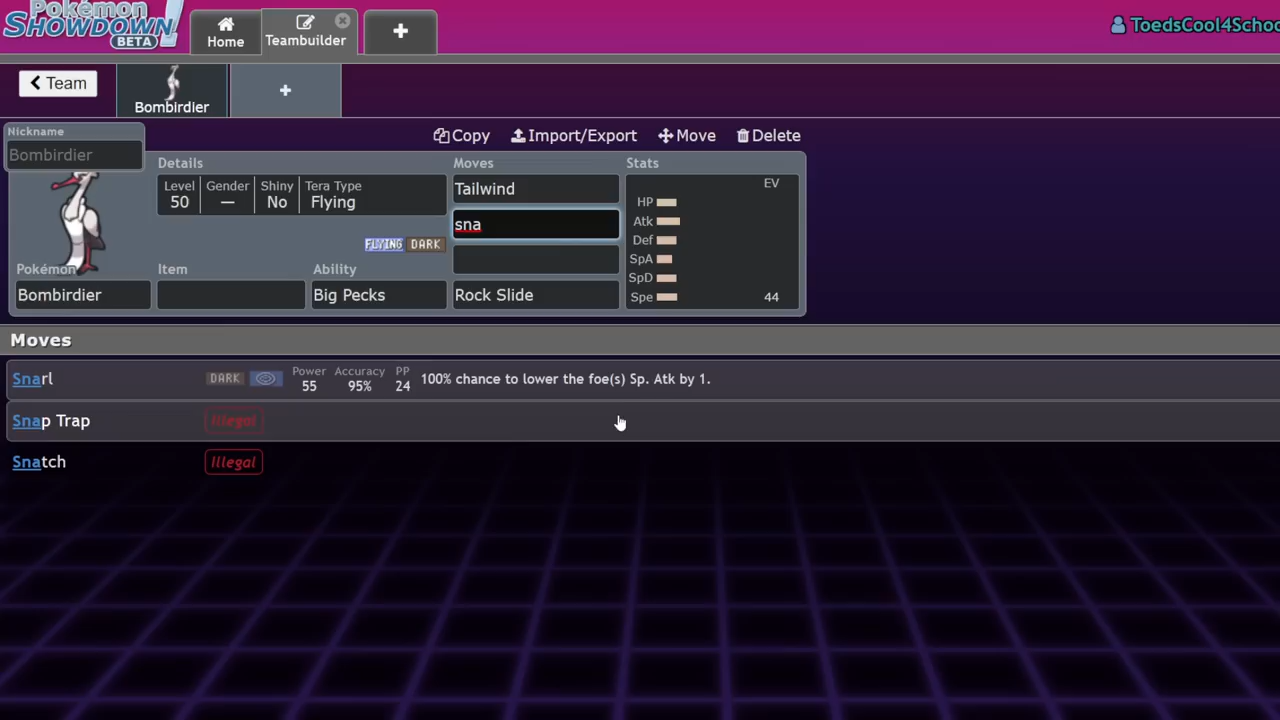 Pokémon
SHOWDOWN!
BETA
Home
Teambuilder
ToedsCool4Schoo
Team
Bombirdier
Nickname
Bombirdier
Copy
Import/Export
Move
Delete
Details
Moves
Stats
Level
Gender
Shiny
Tera Type
50
—
No
Flying
Tailwind
EV
HP
Atk
Def
SpA
SpD
Spe
44
sna
FLYING
DARK
Pokémon
Item
Ability
Bombirdier
Big Pecks
Rock Slide
Moves
Snarl
DARK
Power
55
Accuracy
95%
PP
24
100% chance to lower the foe(s) Sp. Atk by 1.
Snap Trap
Illegal
Snatch
Illegal